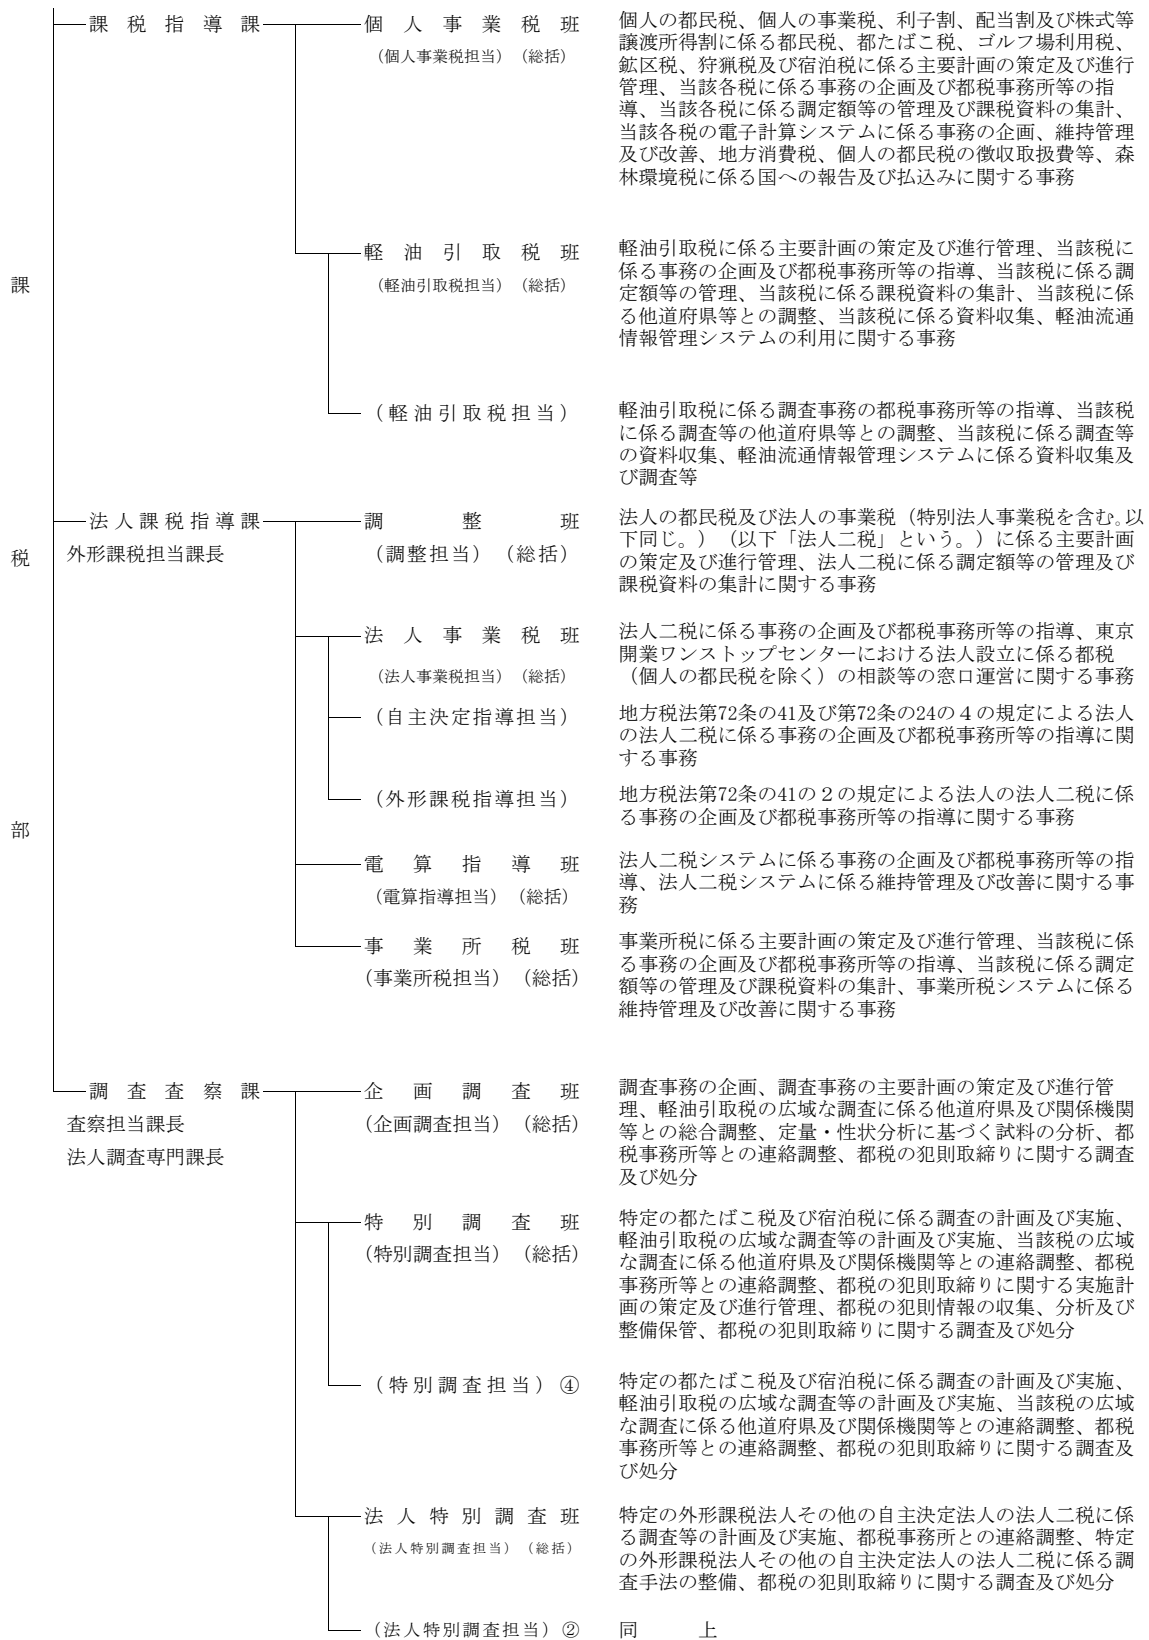 課税部
課税指導課
個人事業税班
(個人事業税担当)（総括）
個人の都民税、個人の事業税、利子割、配当割及び株式等
譲渡所得割に係る都民税、都たばこ税、ゴルフ場利用税、
鉱区税、狩猟税及び宿泊税に係る主要計画の策定及び進行
管理、当該各税に係る事務の企画及び都税事務所等の指
導、当該各税に係る調定額等の管理及び課税資料の集計、
当該各税の電子計算システムに係る事務の企画、維持管理
及び改善、地方消費税、個人の都民税の徴収取扱費等、森
林環境税に係る国への報告及び払込みに関する事務
軽油引取税班
(軽油引取税担当)（総括）
軽油引取税に係る主要計画の策定及び進行管理、当該税に
係る事務の企画及び都税事務所等の指導、当該税に係る調
定額等の管理、当該税に係る課税資料の集計、当該税に係
る他道府県等との調整、当該税に係る資料収集、軽油流通
情報管理システムの利用に関する事務
（軽油引取税担当）
軽油引取税に係る調査事務の都税事務所等の指導、当該税
に係る調査等の他道府県等との調整、当該税に係る調査等
の資料収集、軽油流通情報管理システムに係る資料収集及
び調査等
法人課税指導課
外形課税担当課長
調整班
（調整担当）（総括）
法人の都民税及び法人の事業税（特別法人事業税を含む。以
下同じ。）（以下「法人二税」という。）に係る主要計画
の策定及び進行管理、法人二税に係る調定額等の管理及び
課税資料の集計に関する事務
法人事業税班
(法人事業税担当)（総括）
法人二税に係る事務の企画及び都税事務所等の指導、東京
開業ワンストップセンターにおける法人設立に係る都税
（個人の都民税を除く）の相談等の窓口運営に関する事務
（自主決定指導担当）
地方税法第72条の41及び第72条の24の４の規定による法人
の法人二税に係る事務の企画及び都税事務所等の指導に関
する事務
（外形課税指導担当）
地方税法第72条の41の２の規定による法人の法人二税に係
る事務の企画及び都税事務所等の指導に関する事務
電算指導班
(電算指導担当)（総括）
法人二税システムに係る事務の企画及び都税事務所等の指
導、法人二税システムに係る維持管理及び改善に関する事
務
事業所税班
(事業所税担当)（総括）
事業所税に係る主要計画の策定及び進行管理、当該税に係
る事務の企画及び都税事務所等の指導、当該税に係る調定
額等の管理及び課税資料の集計、事業所税システムに係る
維持管理及び改善に関する事務
調査査察課
査察担当課長
法人調査専門課長
企画調査班
(企画調査担当)（総括）
調査事務の企画、調査事務の主要計画の策定及び進行管
理、軽油引取税の広域な調査に係る他道府県及び関係機関
等との総合調整、定量・性状分析に基づく試料の分析、都
税事務所等との連絡調整、都税の犯則取締りに関する調査
及び処分
特別調査班
(特別調査担当)（総括）
特定の都たばこ税及び宿泊税に係る調査の計画及び実施、
軽油引取税の広域な調査等の計画及び実施、当該税の広域
な調査に係る他道府県及び関係機関等との連絡調整、都税
事務所等との連絡調整、都税の犯則取締りに関する実施計
画の策定及び進行管理、都税の犯則情報の収集、分析及び
整備保管、都税の犯則取締りに関する調査及び処分
（特別調査担当）④
特定の都たばこ税及び宿泊税に係る調査の計画及び実施、
軽油引取税の広域な調査等の計画及び実施、当該税の広域
な調査に係る他道府県及び関係機関等との連絡調整、都税
事務所等との連絡調整、都税の犯則取締りに関する調査及
び処分
法人特別調査班
（法人特別調査担当）（総括）
特定の外形課税法人その他の自主決定法人の法人二税に係
る調査等の計画及び実施、都税事務所との連絡調整、特定
の外形課税法人その他の自主決定法人の法人二税に係る調
査手法の整備、都税の犯則取締りに関する調査及び処分
（法人特別調査担当）②
同上